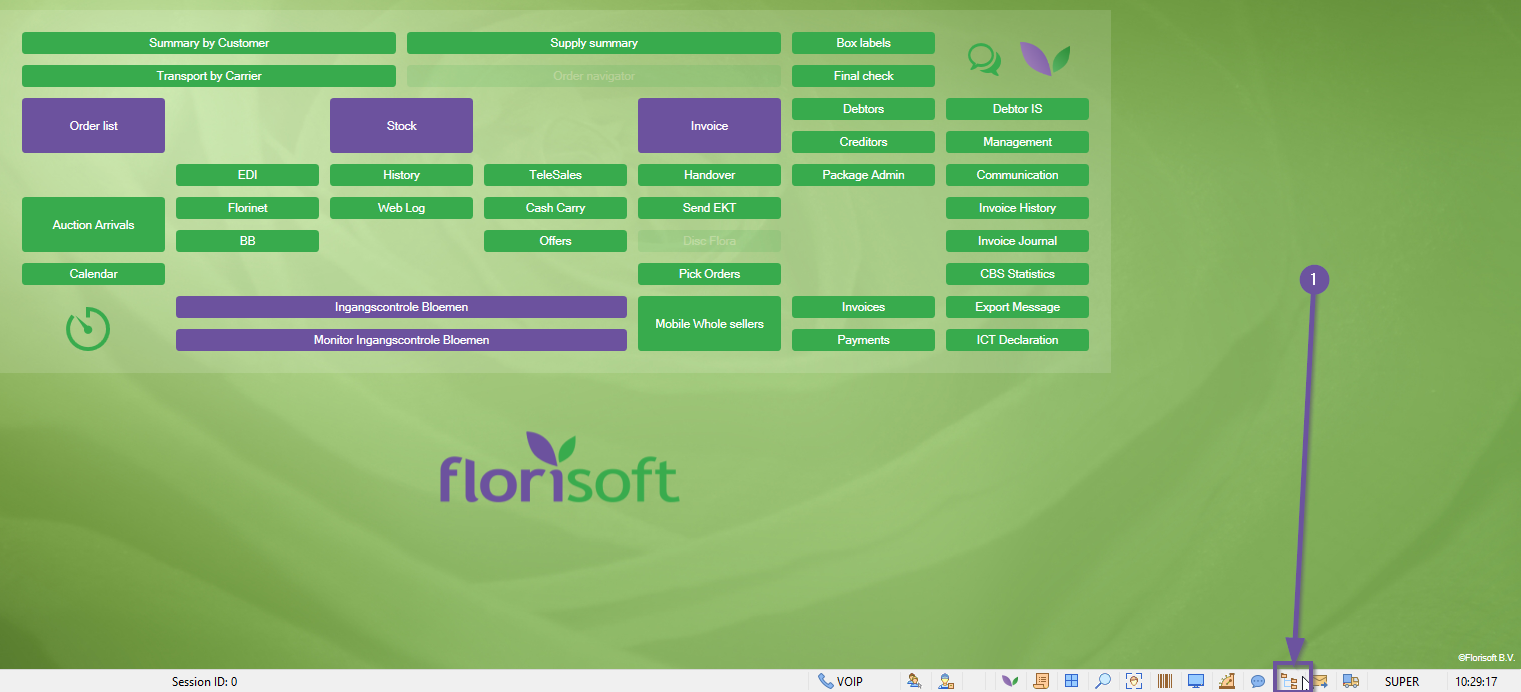 Summary by Customer
Supply summary
Box labels
Transport by Carrier
Order navigator
Final check
Order list
Stock
Invoice
Debtors
Debtor IS
Creditors
Management
EDI
History
TeleSales
Handover
Package Admin
Communication
Auction Arrivals
Florinet
Web Log
Cash Carry
Send EKT
Invoice History
BB
Offers
Disc Flora
Invoice Journal
Calendar
Pick Orders
CBS Statistics
1
Ingangscontrole Bloemen
Mobile Whole sellers
Invoices
Export Message
Monitor Ingangscontrole Bloemen
Payments
ICT Declaration
florisoft
©Florisoft B.V.
Session ID: 0
VOIP
SUPER
10:29:17